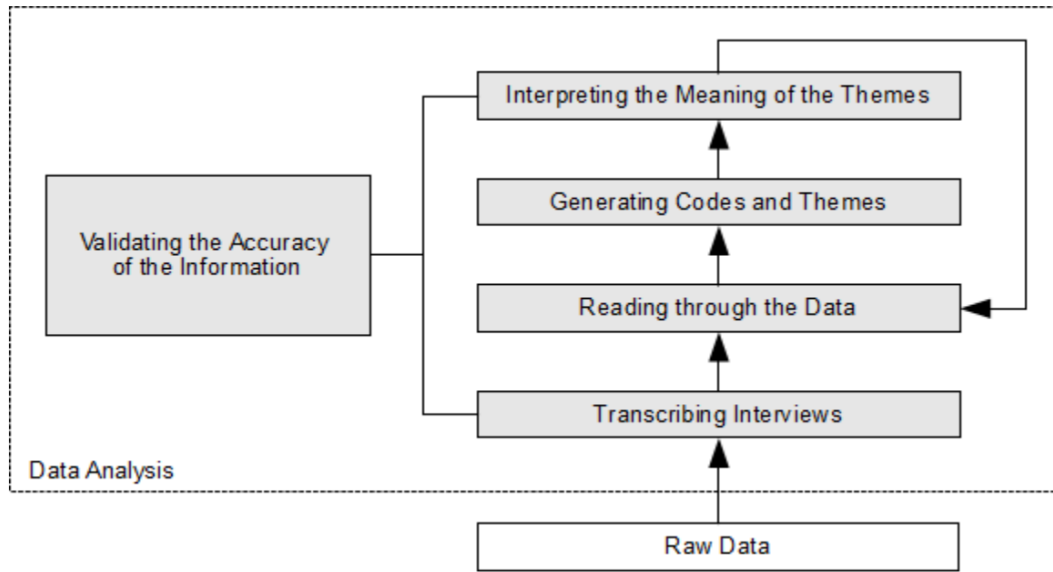 Interpreting the Meaning of the Themes
Generating Codes and Themes
Validating the Accuracy
of the Information
Reading through the Data
Transcribing Interviews
Data Analysis
Raw Data